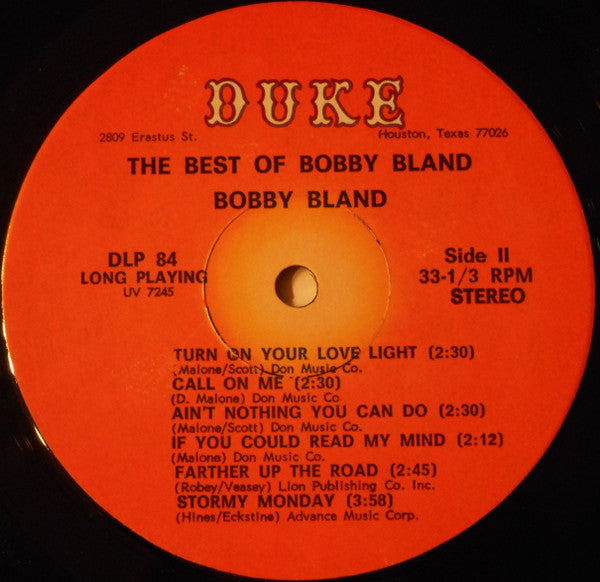 DUKE
2809 Erastus St. Houston, Texas 77026
THE BEST OF BOBBY BLAND
BOBBY BLAND
DLP 84
LONG PLAYING
UV 7245
Side II
33-1/3 RPM
STEREO
TURN ON YOUR LOVE LIGHT (2:30)
(Malone/Scott) Don Music Co.
CALL ON ME (2:30)
(D. Malone) Don Music Co
AIN'T NOTHING YOU CAN DO (2:30)
(Malone/Scott) Don Music Co.
IF YOU COULD READ MY MIND (2:12)
(Malone) Don Music Co.
FARTHER UP THE ROAD (2:45)
(Robey/Veasey) Lion Publishing Co. Inc.
STORMY MONDAY (3:58)
(Hines/Eckstine) Advance Music Corp.